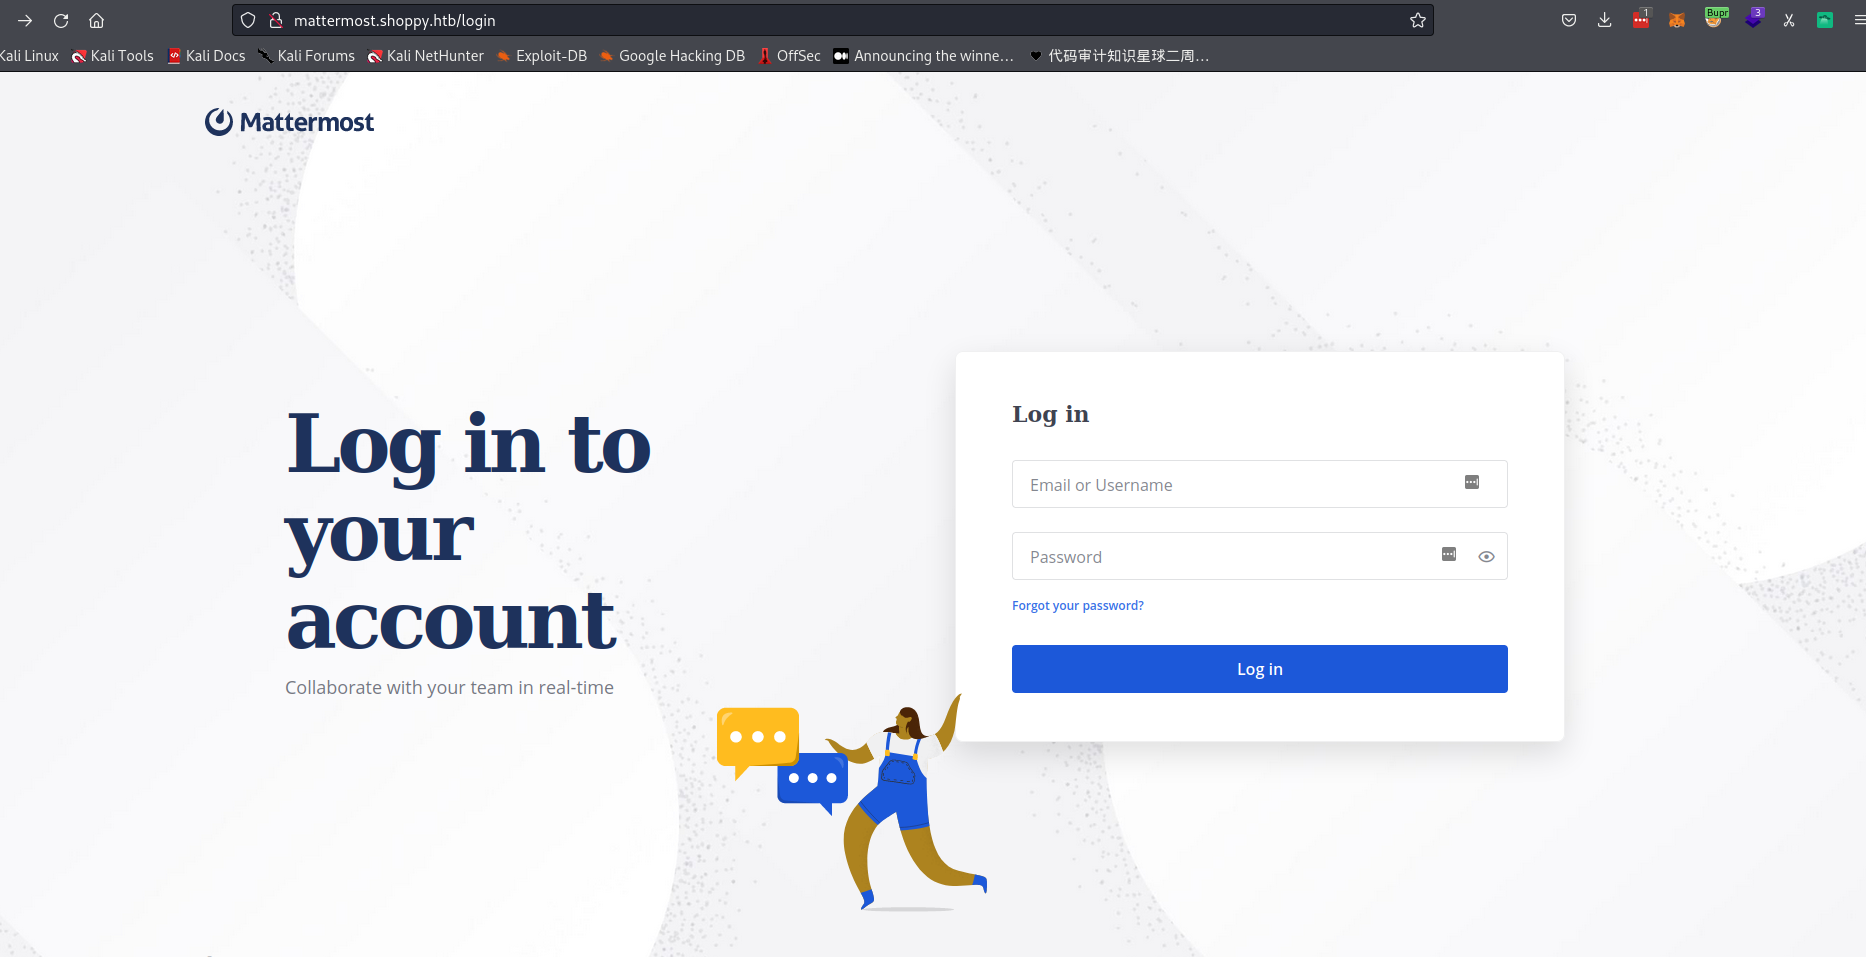 mattermost.shoppy.htb/login
1
Bupr
3
Kali Linux Kali Tools Kali Docs Kali Forums Kali NetHunter Exploit-DB Google Hacking DB OffSec Announcing the winne… 代码审计知识星球二周…
Mattermost
Log in to
your
account
Collaborate with your team in real-time
Log in
Email or Username
Password
Forgot your password?
Log in